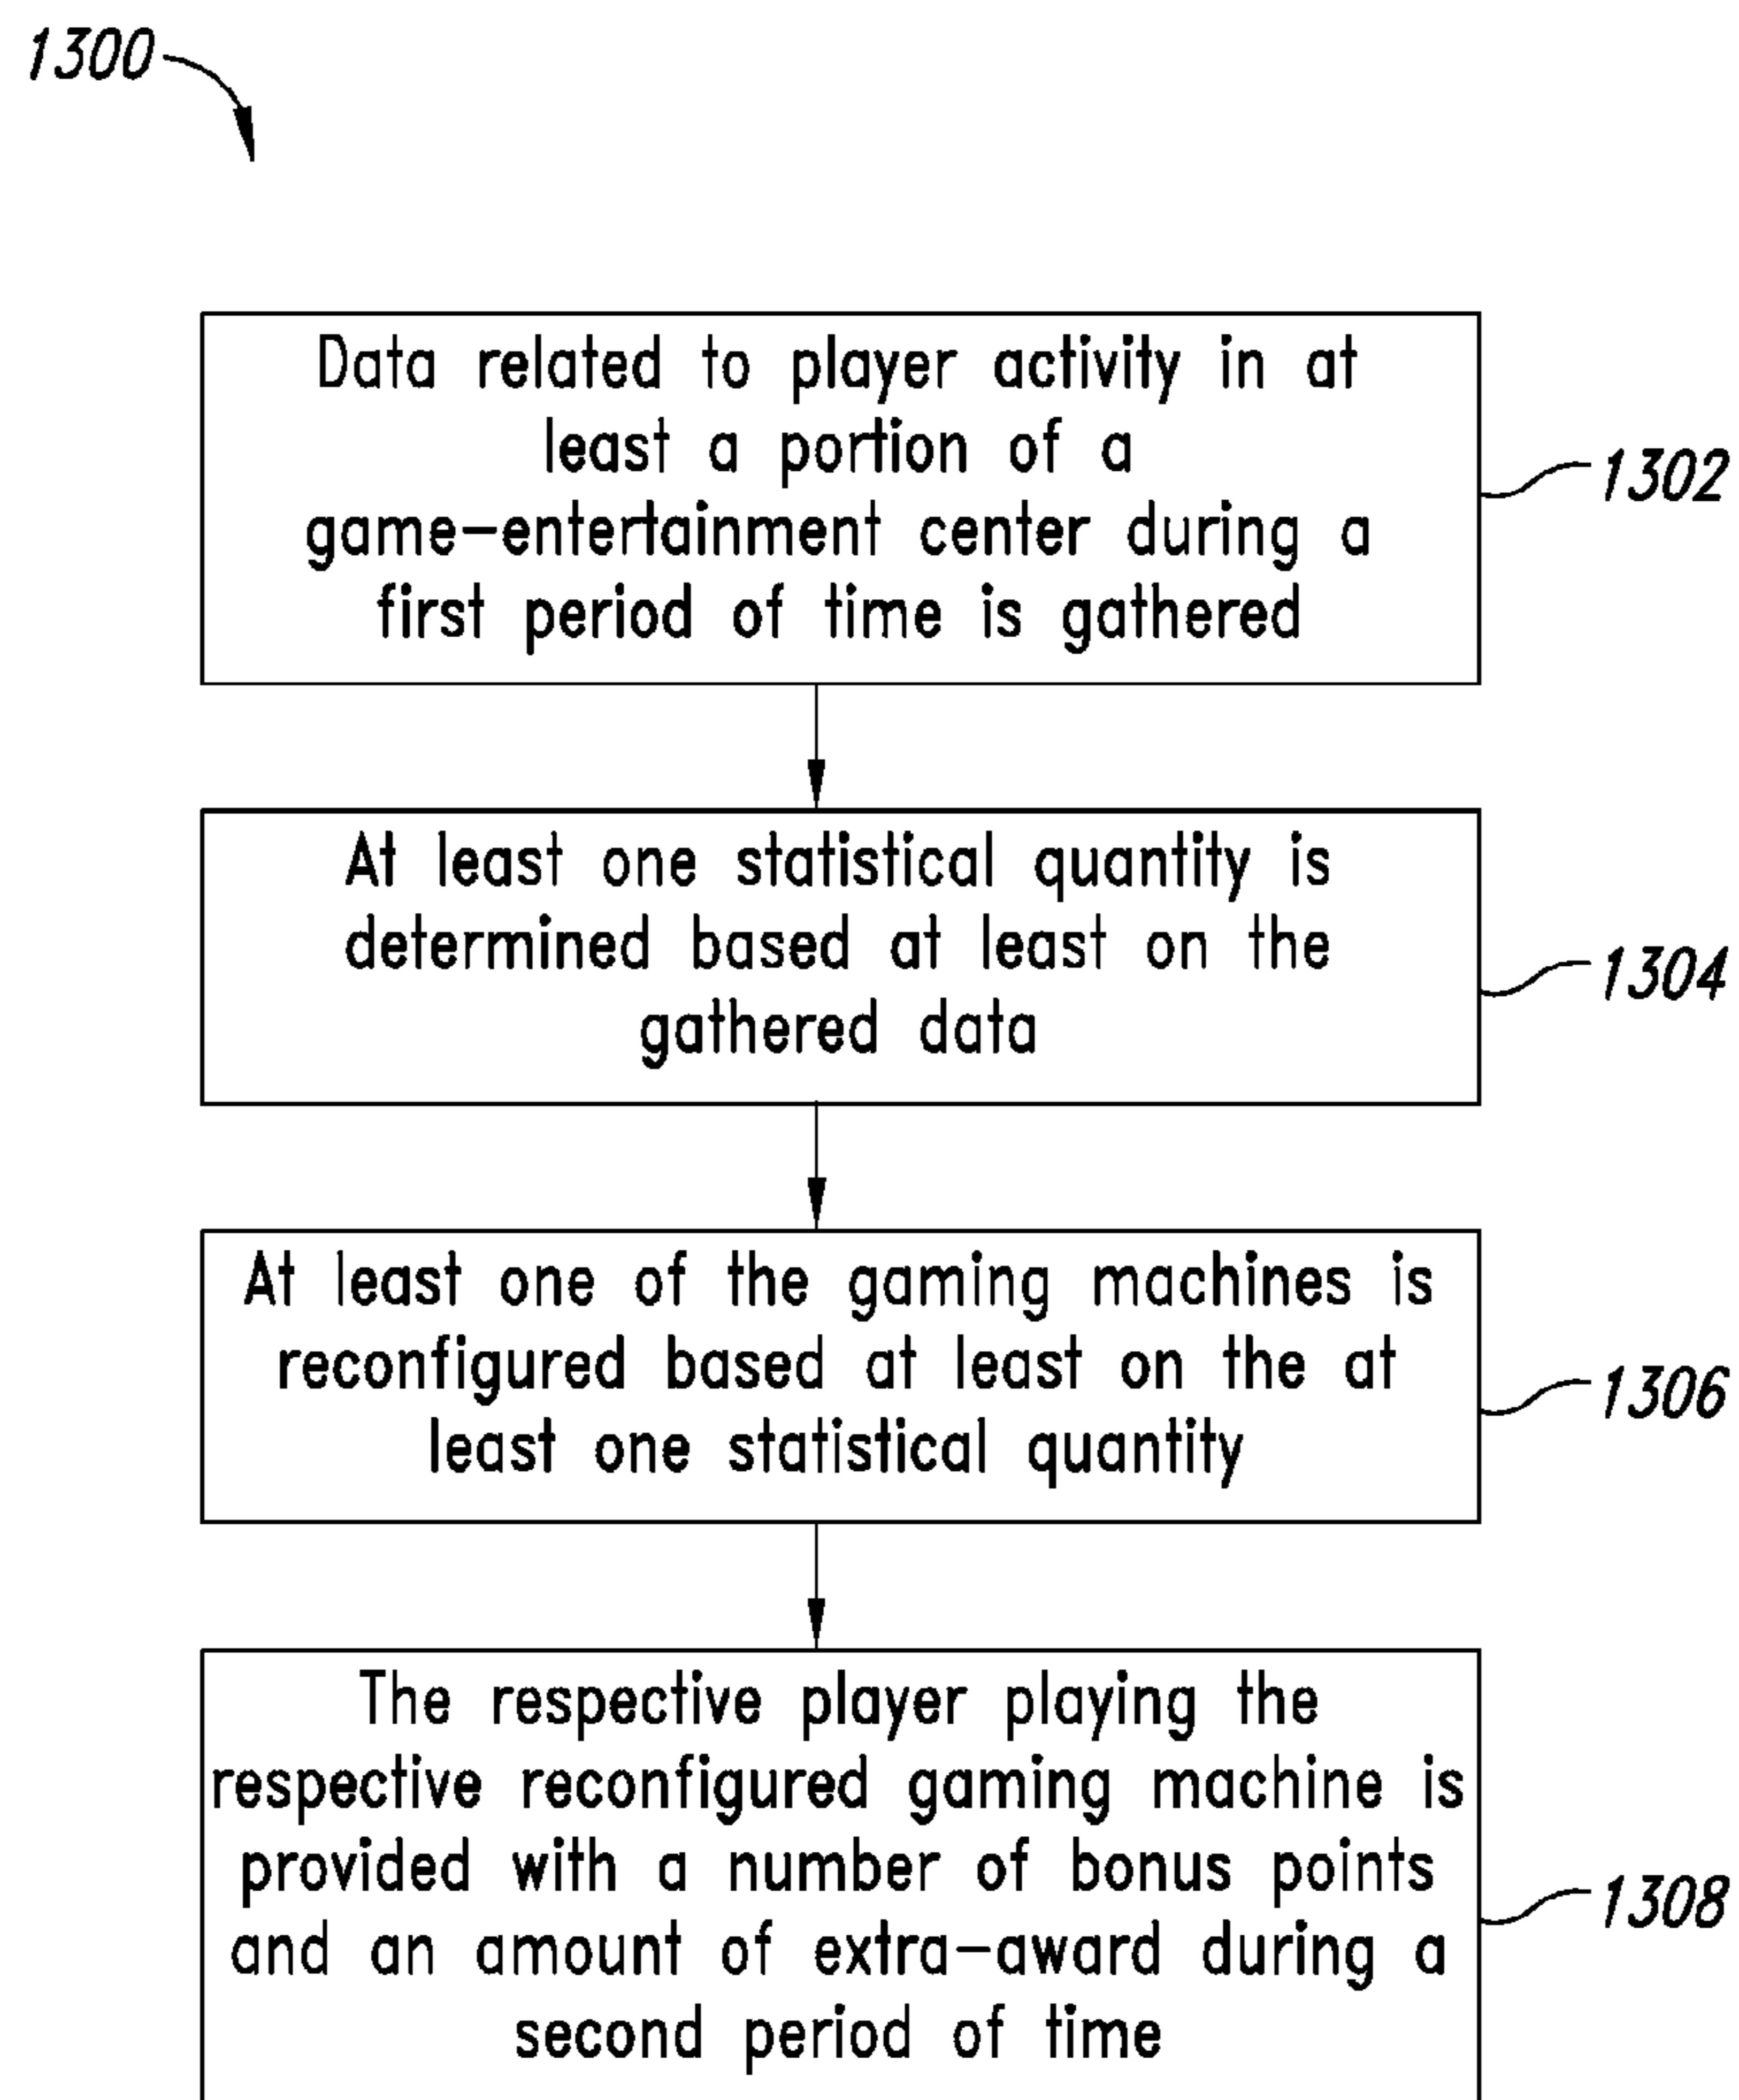 1300
Data related to player activity in at
least a portion of a
game-entertainment center during a
first period of time is gathered
1302
At least one statistical quantity is
determined based at least on the
gathered data
1304
At least one of the gaming machines is
reconfigured based at least on the at
least one statistical quantity
1306
The respective player playing the
respective reconfigured gaming machine is
provided with a number of bonus points
and an amount of extra-award during a
second period of time
1308